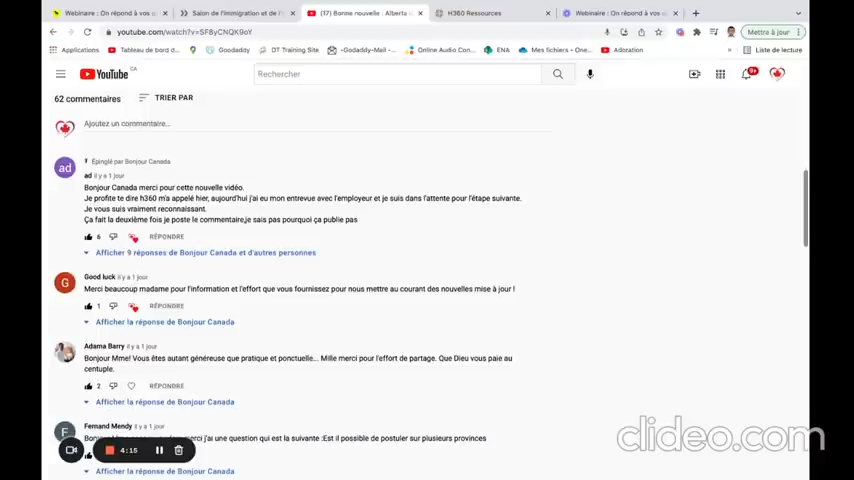 Webinaire : On répond à vos q
Salon de l'Immigration et de l'
(17) Bonne nouvelle : Alberta v
H360 Ressources
Webinaire : On répond à vos q
youtube.com/watch?v=SF8yCNQK9oY
Mettre à jour
Applications
Tableau de bord d...
Goodaddy
DT Training Site
-Godaddy-Mail -...
Online Auto Con...
ENA
Mes fichiers – One...
Adoration
»
Liste de lecture
YouTube CA
Rechercher
9+
62 commentaires
TRIER PAR
Ajoutez un commentaire...
Épinglé par Bonjour Canada
ad
ad il y a 1 jour
Bonjour Canada merci pour cette nouvelle vidéo.
Je profite te dire h360 m'a appelé hier, aujourd'hui j'ai eu mon entrevue avec l'employeur et je suis dans l'attente pour l'étape suivante.
Je vous suis vraiment reconnaissant.
Ça fait la deuxième fois je poste le commentaire,je sais pas pourquoi ça publie pas
6 RÉPONDRE
Afficher 9 réponses de Bonjour Canada et d'autres personnes
G
Good luck il y a 1 jour
Merci beaucoup madame pour l'information et l'effort que vous fournissez pour nous mettre au courant des nouvelles mise à jour !
1 RÉPONDRE
Afficher la réponse de Bonjour Canada
Adama Barry il y a 1 jour
Bonjour Mme! Vous êtes autant généreuse que pratique et ponctuelle... Mille merci pour l'effort de partage. Que Dieu vous paie au
centuple.
2 RÉPONDRE
Afficher la réponse de Bonjour Canada
F
Fernand Mendy il y a 1 jour
merci j'ai une question qui est la suivante :Est il possible de postuler sur plusieurs provinces
4:15
Afficher la réponse de Bonjour Canada
clideo.com